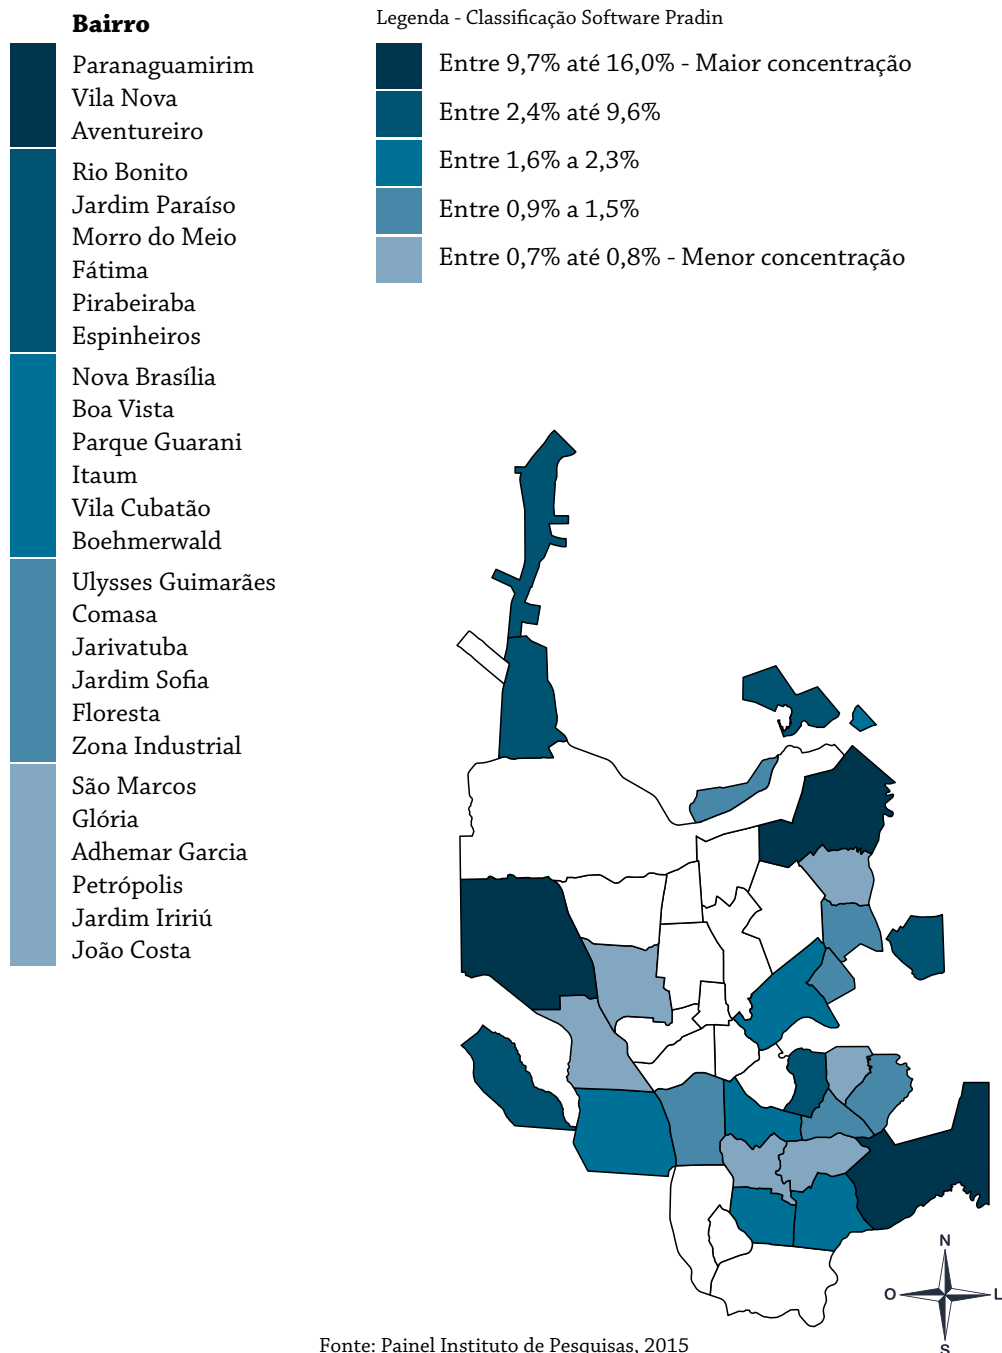 Bairro
Paranaguamirim
Vila Nova
Aventureiro
Rio Bonito
Jardim Paraíso
Morro do Meio
Fátima
Pirabeiraba
Espinheiros
Nova Brasília
Boa Vista
Parque Guarani
Itaum
Vila Cubatão
Boehmerwald
Ulysses Guimarães
Comasa
Jarivatuba
Jardim Sofia
Floresta
Zona Industrial
São Marcos
Glória
Adhemar Garcia
Petrópolis
Jardim Iririú
João Costa
Legenda - Classificação Software Pradin
Entre 9,7% até 16,0% - Maior concentração
Entre 2,4% até 9,6%
Entre 1,6% a 2,3%
Entre 0,9% a 1,5%
Entre 0,7% até 0,8% - Menor concentração
N
O
L
S
Fonte: Painel Instituto de Pesquisas, 2015